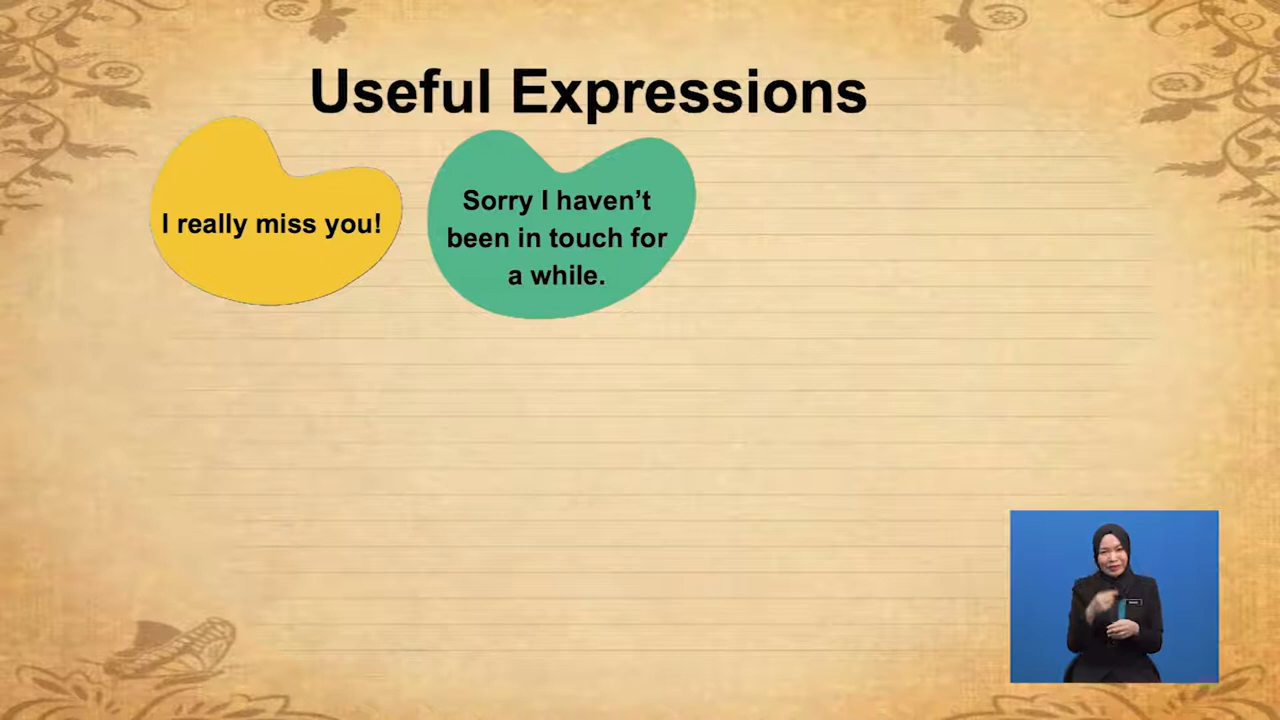 Useful Expressions
I really miss you!
Sorry I haven’t
been in touch for
a while.